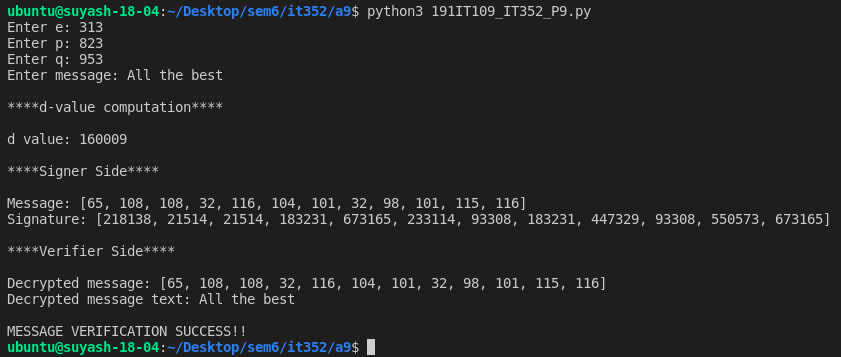 ubuntu@suyash-18-04:~/Desktop/sem6/it352/a9$ python3 191IT109_IT352_P9.py
Enter e: 313
Enter p: 823
Enter q: 953
Enter message: All the best
****d-value computation****
d value: 160009
****Signer Side****
Message: [65, 108, 108, 32, 116, 104, 101, 32, 98, 101, 115, 116]
Signature: [218138, 21514, 21514, 183231, 673165, 233114, 93308, 183231, 447329, 93308, 550573, 673165]
****Verifier Side****
Decrypted message: [65, 108, 108, 32, 116, 104, 101, 32, 98, 101, 115, 116]
Decrypted message text: All the best
MESSAGE VERIFICATION SUCCESS!!
ubuntu@suyash-18-04:~/Desktop/sem6/it352/a9$